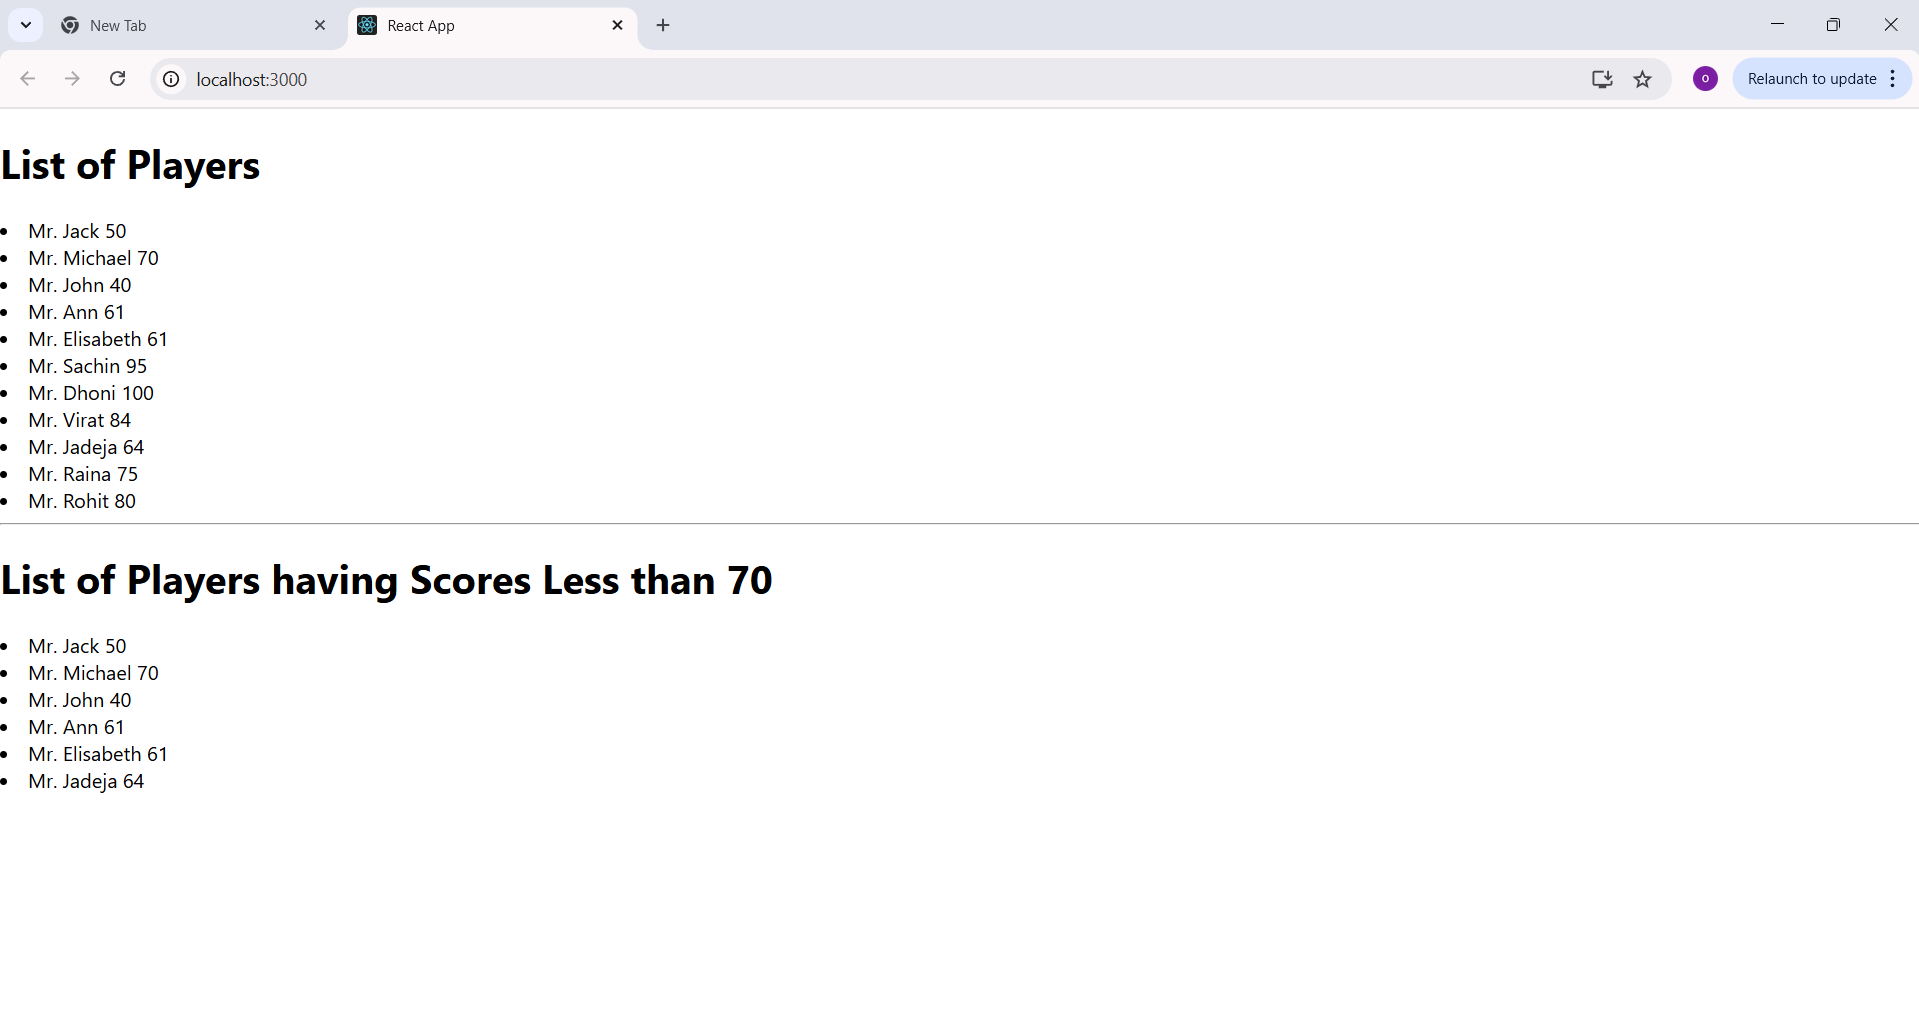 New Tab
React App
localhost:3000
o
Relaunch to update
List of Players
Mr. Jack 50
Mr. Michael 70
Mr. John 40
Mr. Ann 61
Mr. Elisabeth 61
Mr. Sachin 95
Mr. Dhoni 100
Mr. Virat 84
Mr. Jadeja 64
Mr. Raina 75
Mr. Rohit 80
List of Players having Scores Less than 70
Mr. Jack 50
Mr. Michael 70
Mr. John 40
Mr. Ann 61
Mr. Elisabeth 61
Mr. Jadeja 64